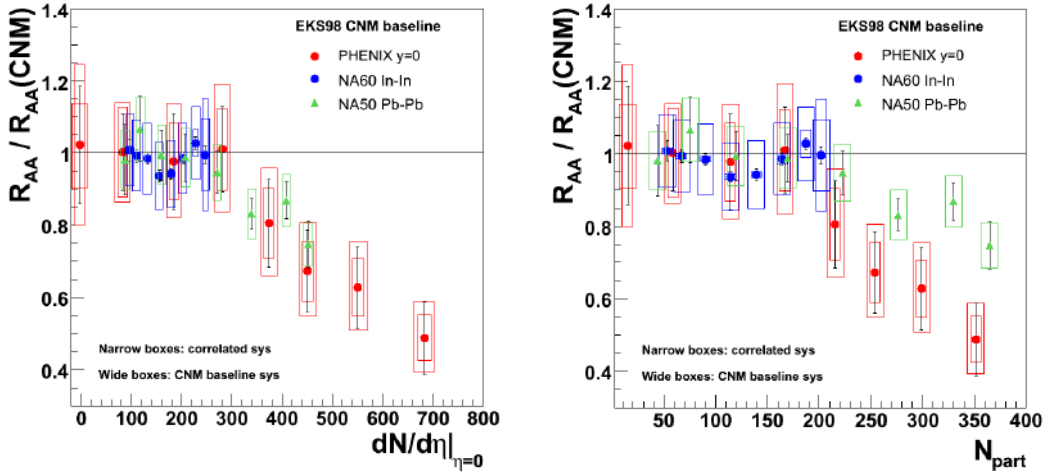 1.4
1.2
1
0.8
0.6
0.4
R_AA / R_AA(CNM)
EKS98 CNM baseline
PHENIX y=0
NA60 In-In
NA50 Pb-Pb
Narrow boxes: correlated sys
Wide boxes: CNM baseline sys
0 100 200 300 400 500 600 700 800
dN/dη|η=0
1.4
1.2
1
0.8
0.6
0.4
R_AA / R_AA(CNM)
EKS98 CNM baseline
PHENIX y=0
NA60 In-In
NA50 Pb-Pb
Narrow boxes: correlated sys
Wide boxes: CNM baseline sys
50 100 150 200 250 300 350 400
N_part